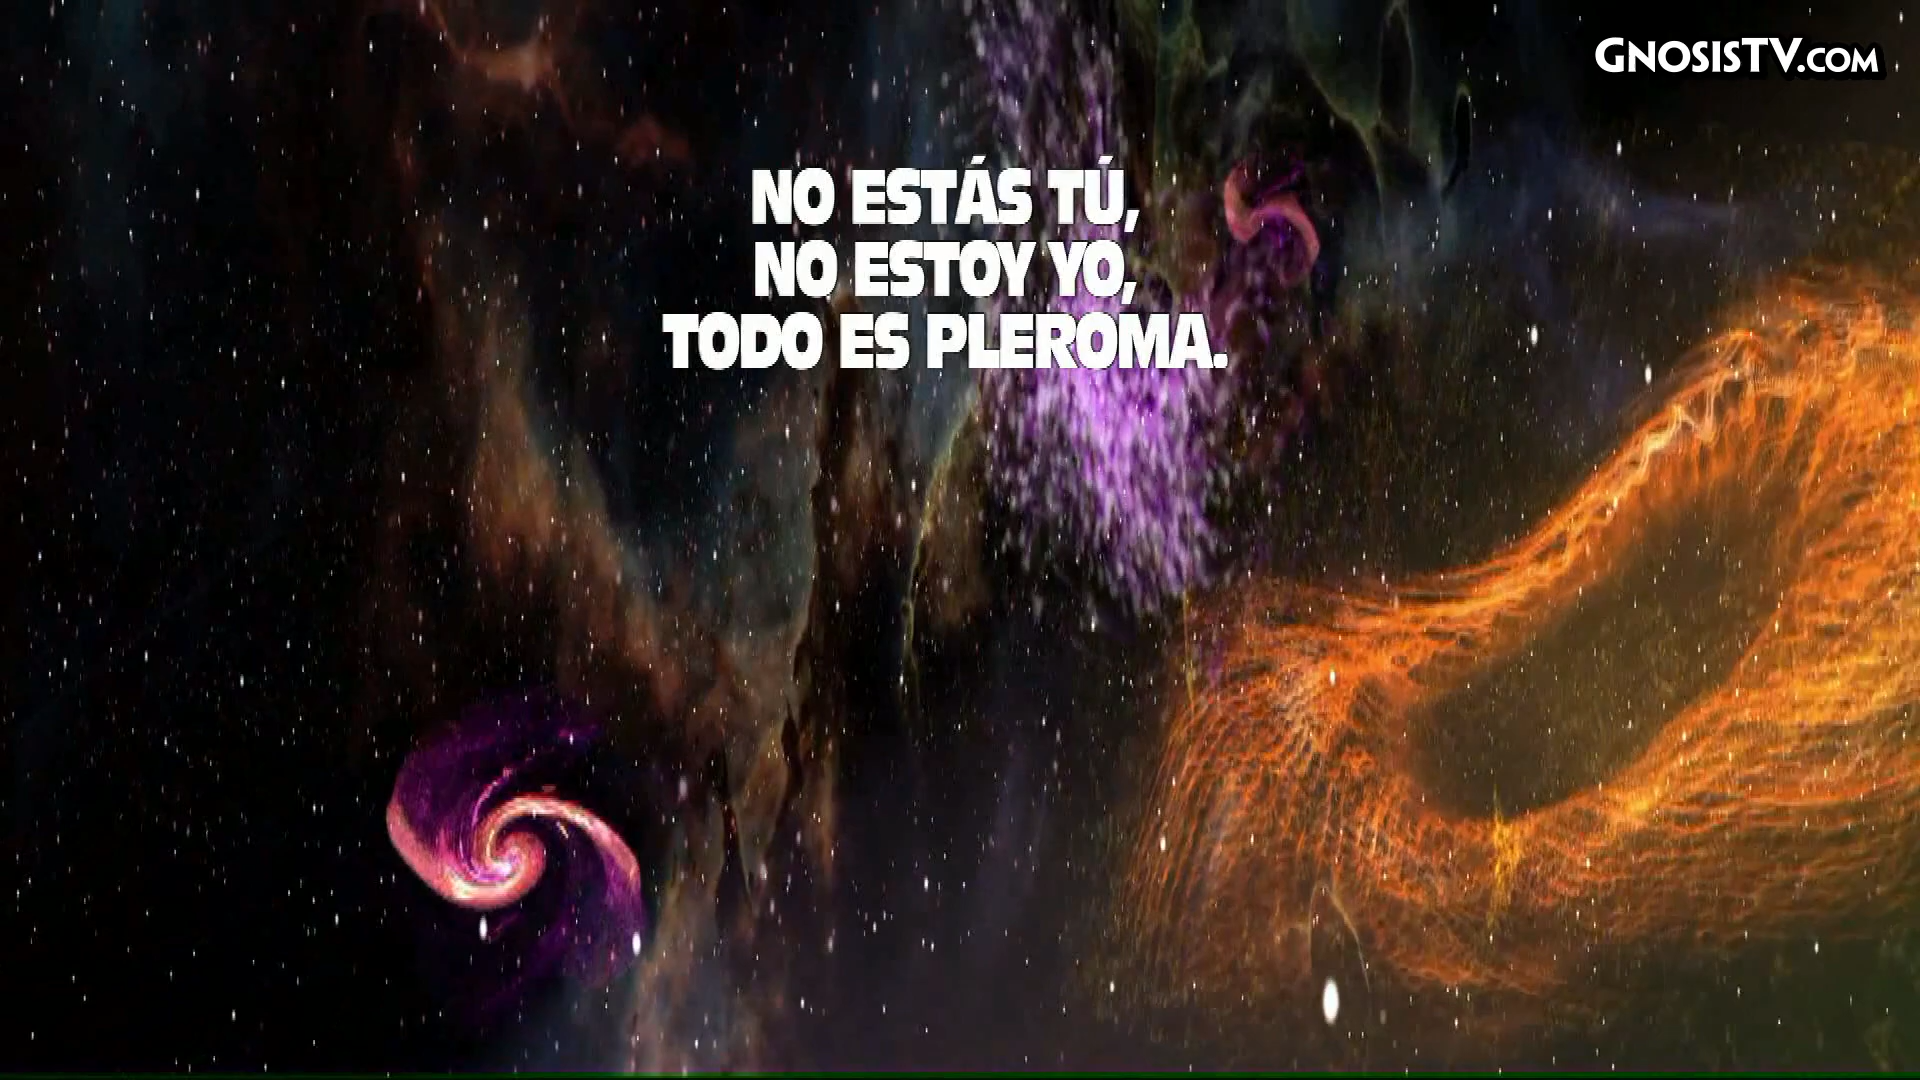 GNOSISTV.COM
NO ESTÁS TÚ,
NO ESTOY YO,
TODO ES PLEROMA.